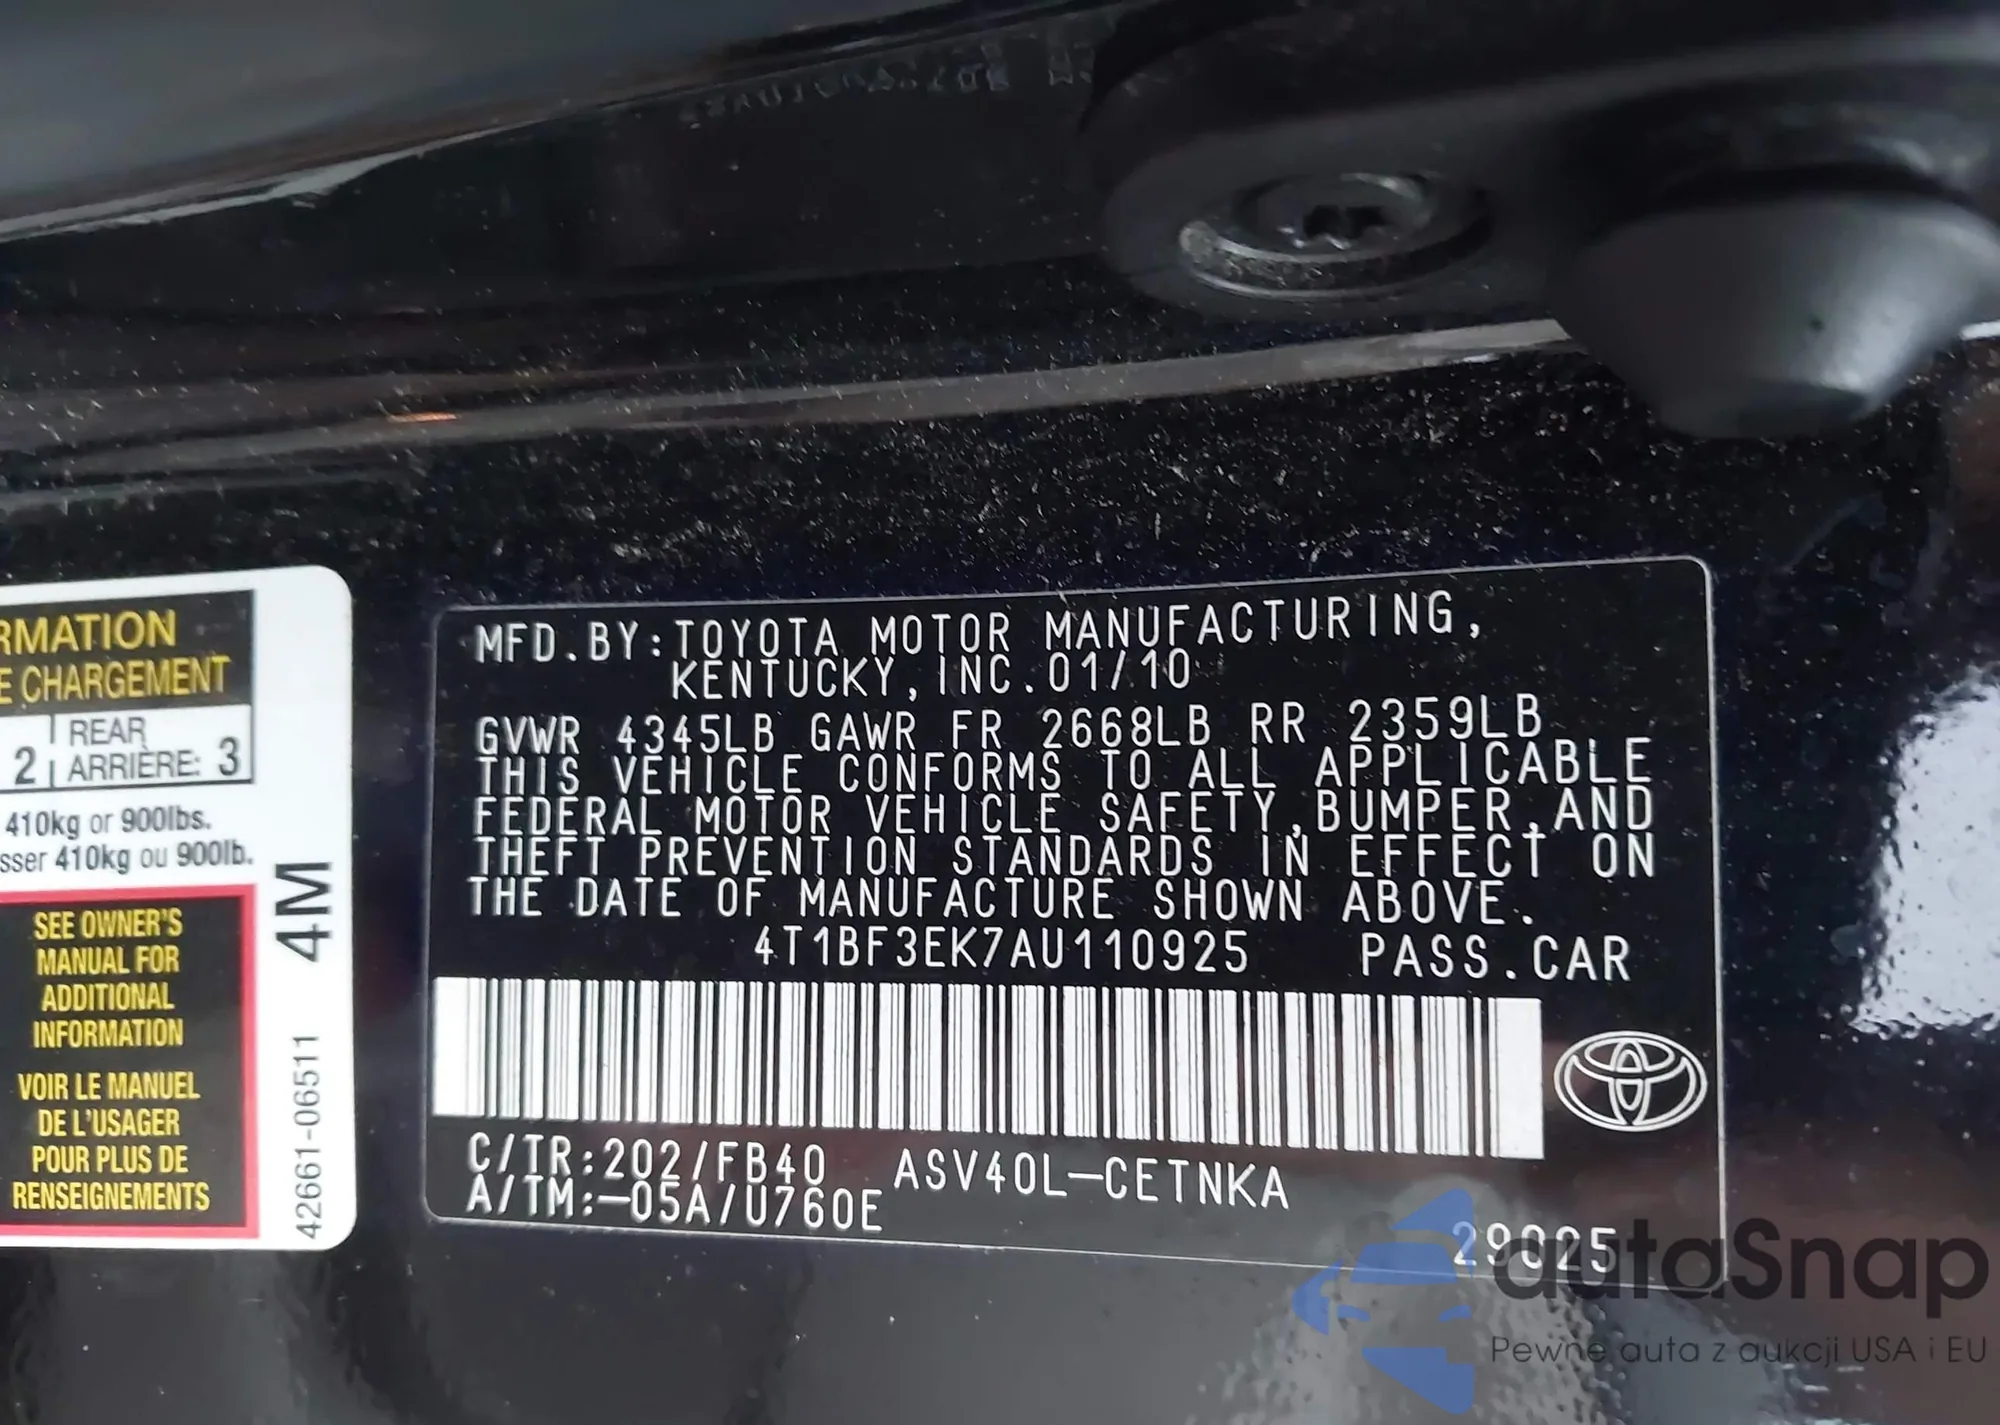 RMATION
E CHARGEMENT
2 | REAR
ARRIÈRE: 3
410kg or 900lbs.
sser 410kg ou 900lb.
SEE OWNER'S
MANUAL FOR
ADDITIONAL
INFORMATION
VOIR LE MANUEL
DE L'USAGER
POUR PLUS DE
RENSEIGNEMENTS
4M
42661-06511
MFD.BY:TOYOTA MOTOR MANUFACTURING,
KENTUCKY,INC.01/10
GVWR 4345LB GAWR FR 2668LB RR 2359LB
THIS VEHICLE CONFORMS TO ALL APPLICABLE
FEDERAL MOTOR VEHICLE SAFETY,BUMPER,AND
THEFT PREVENTION STANDARDS IN EFFECT ON
THE DATE OF MANUFACTURE SHOWN ABOVE.
4T1BF3EK7AU110925 PASS.CAR
C/TR:202/FB40 ASV40L-CETNKA
A/TM:-05A/U760E
29025
autoSnap
Pewne auta z aukcji USA i EU